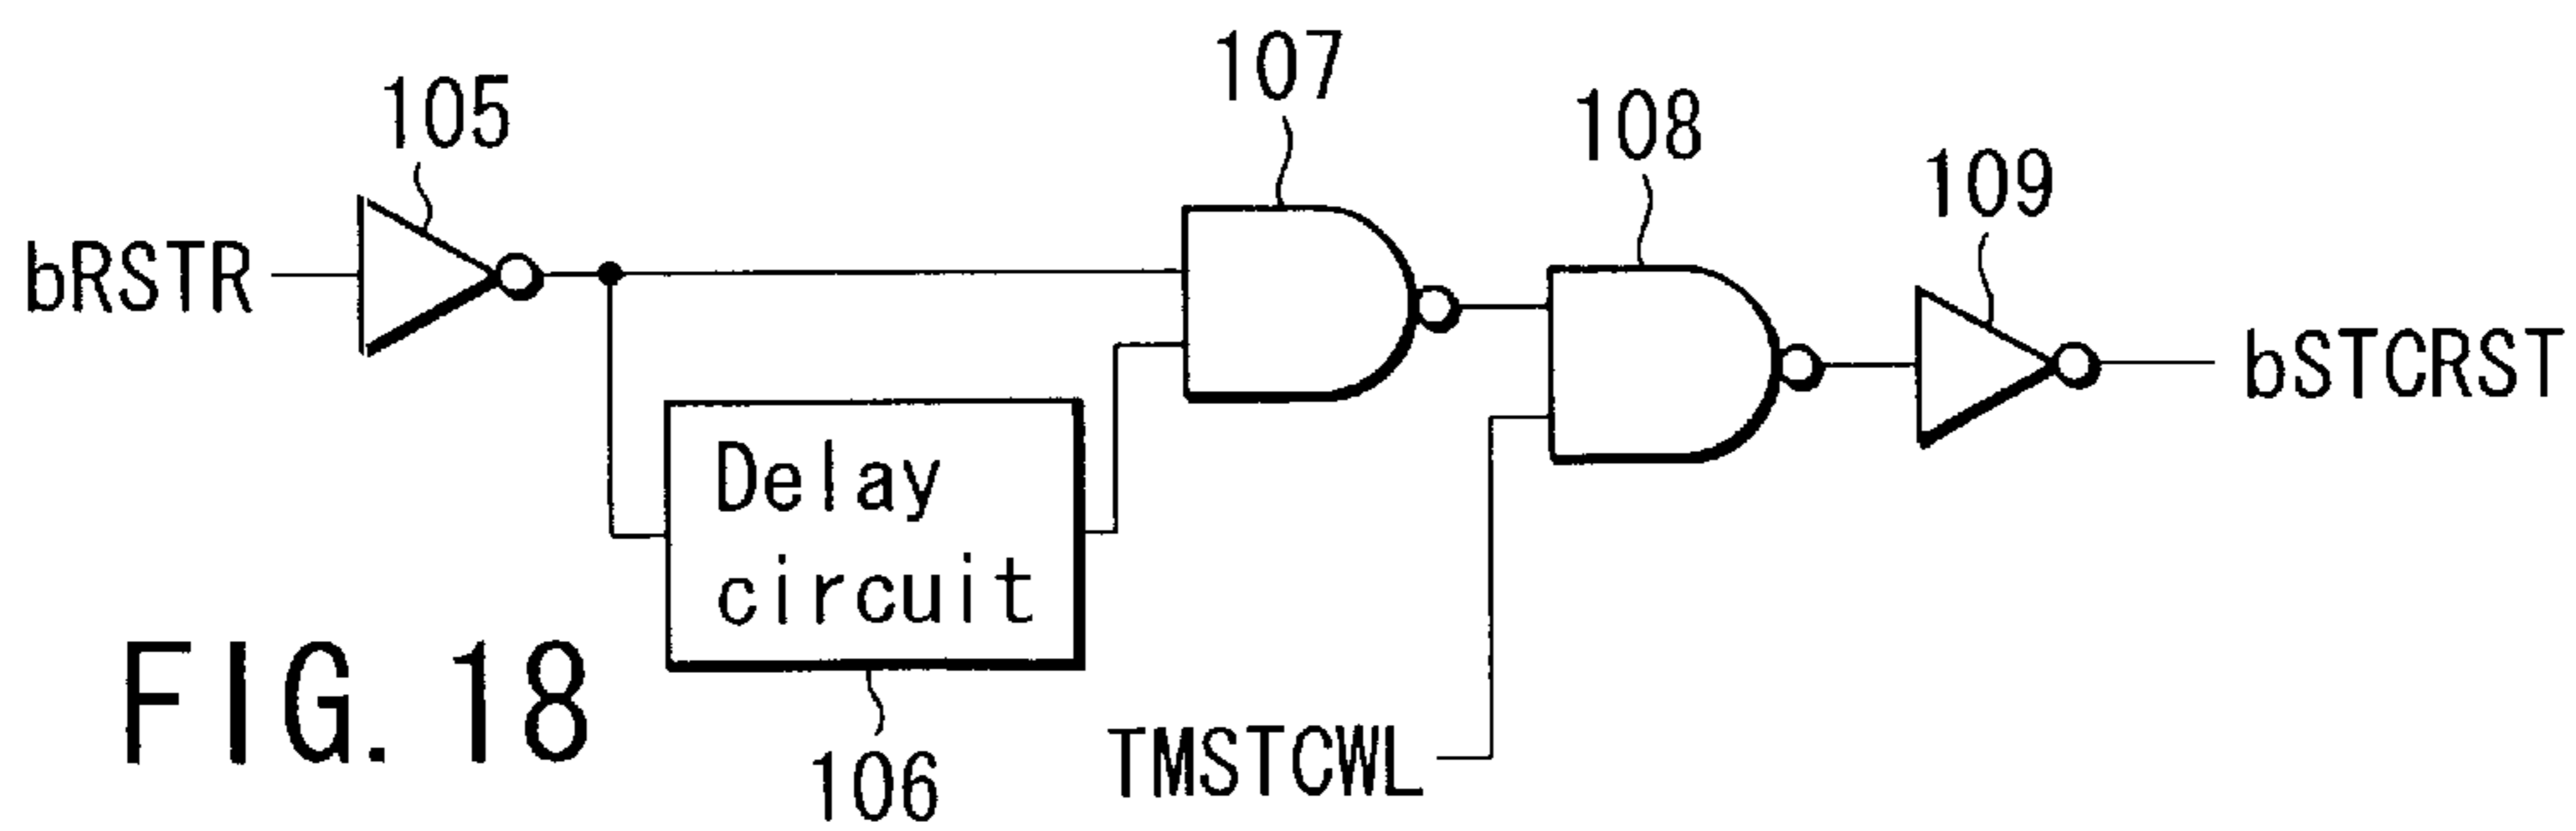 107
105
108
109
bRSTR
bSTCRST
Delay
circuit
FIG. 18
106
TMSTCWL